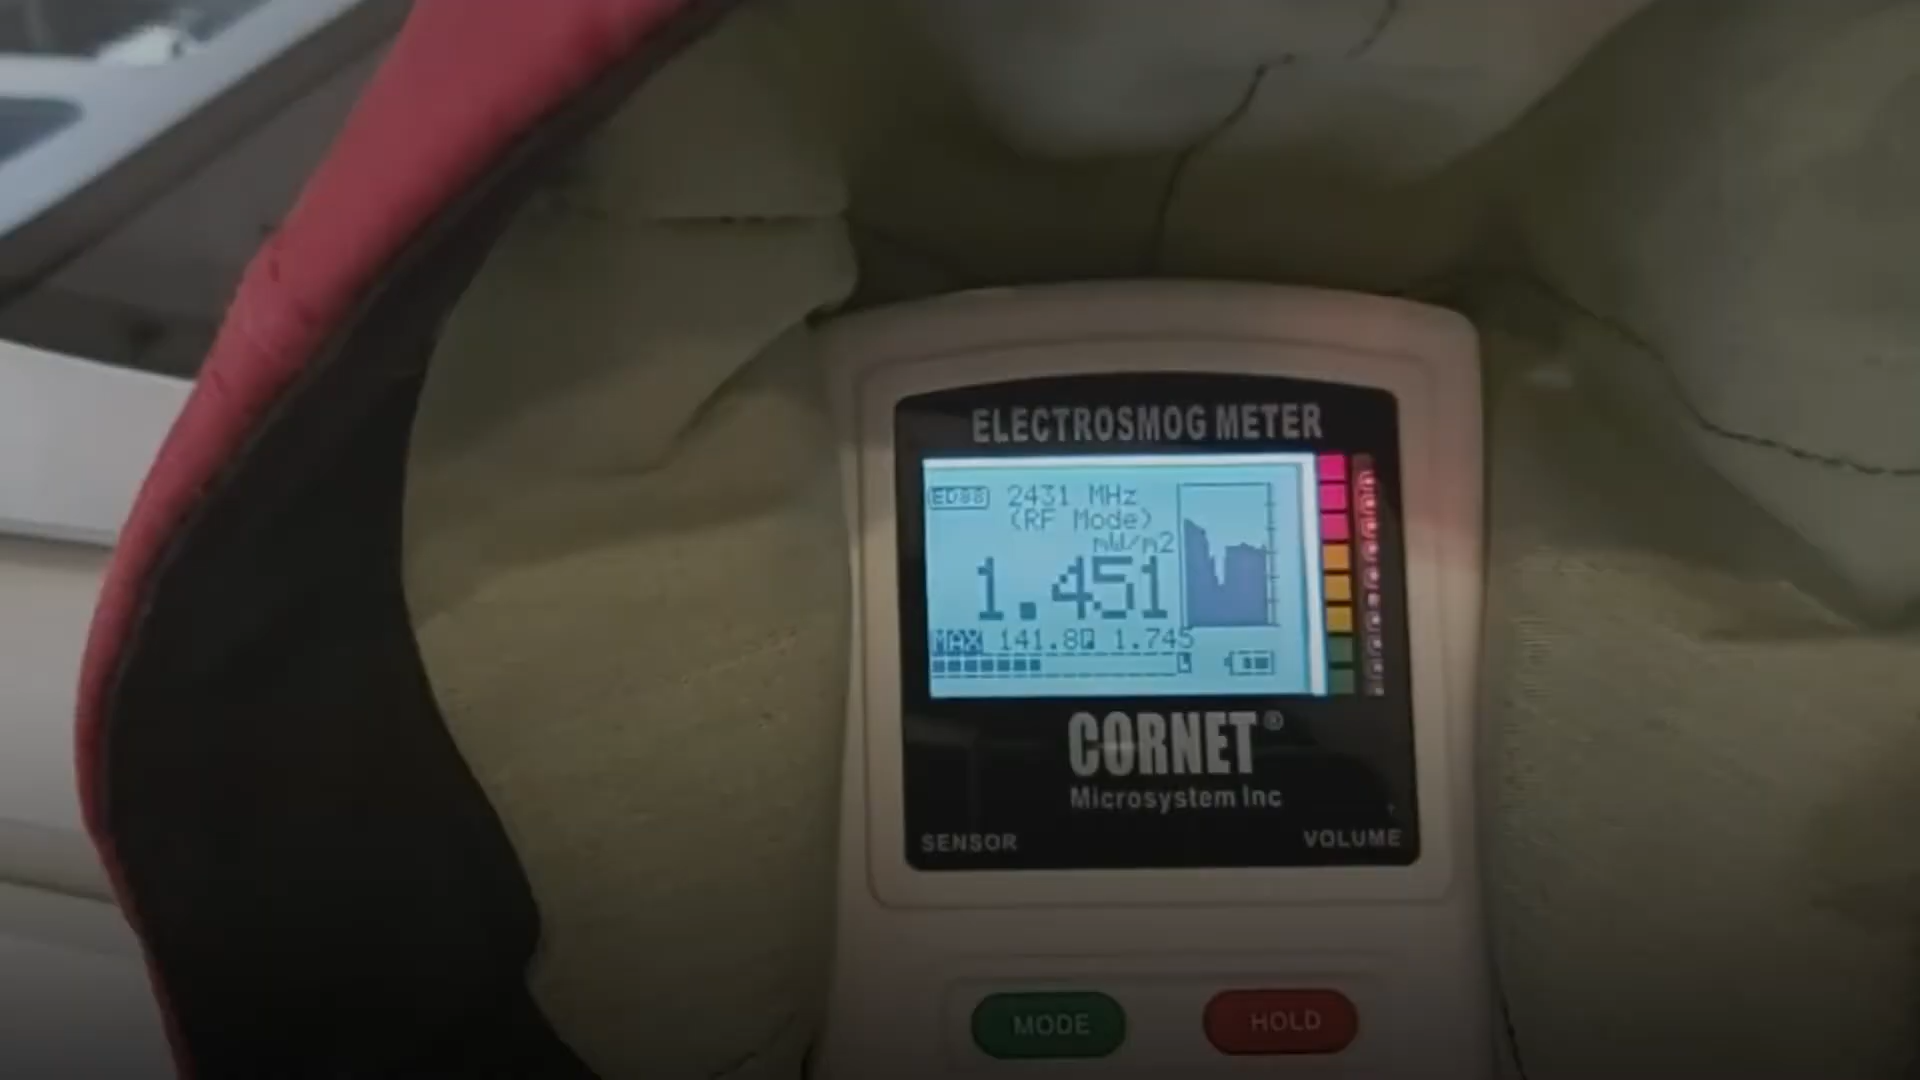 ELECTROSMOG METER
ED88 2431 MHz
(RF Mode)
mW/m2
1.451
MAX 141.8 1.745
CORNET®
Microsystem Inc
SENSOR VOLUME
MODE HOLD